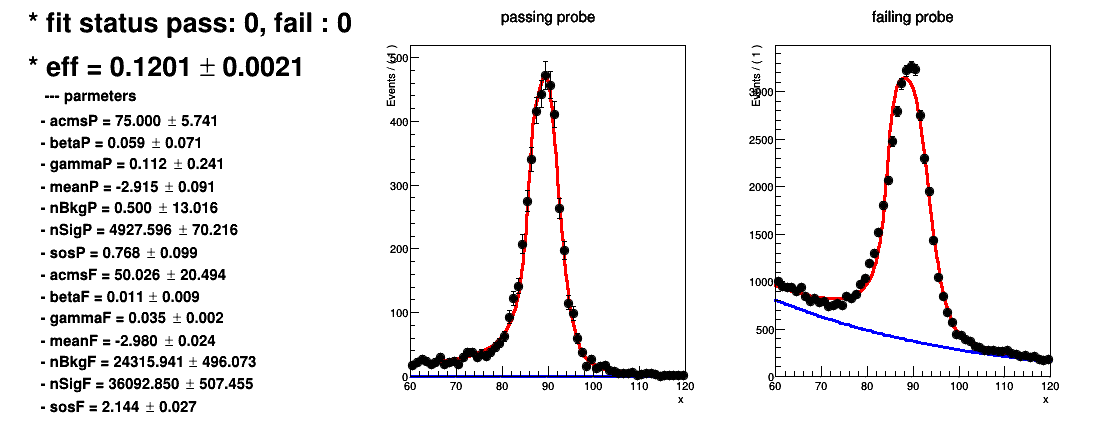 * fit status pass: 0, fail : 0
* eff = 0.1201 ± 0.0021
--- parmeters
- acmsP = 75.000 ± 5.741
- betaP = 0.059 ± 0.071
- gammaP = 0.112 ± 0.241
- meanP = -2.915 ± 0.091
- nBkgP = 0.500 ± 13.016
- nSigP = 4927.596 ± 70.216
- sosP = 0.768 ± 0.099
- acmsF = 50.026 ± 20.494
- betaF = 0.011 ± 0.009
- gammaF = 0.035 ± 0.002
- meanF = -2.980 ± 0.024
- nBkgF = 24315.941 ± 496.073
- nSigF = 36092.850 ± 507.455
- sosF = 2.144 ± 0.027
passing probe
Events / ( 1 )
500
400
300
200
100
0
60 70 80 90 100 110 120
x
failing probe
Events / ( 1 )
3000
2500
2000
1500
1000
500
0
60 70 80 90 100 110 120
x